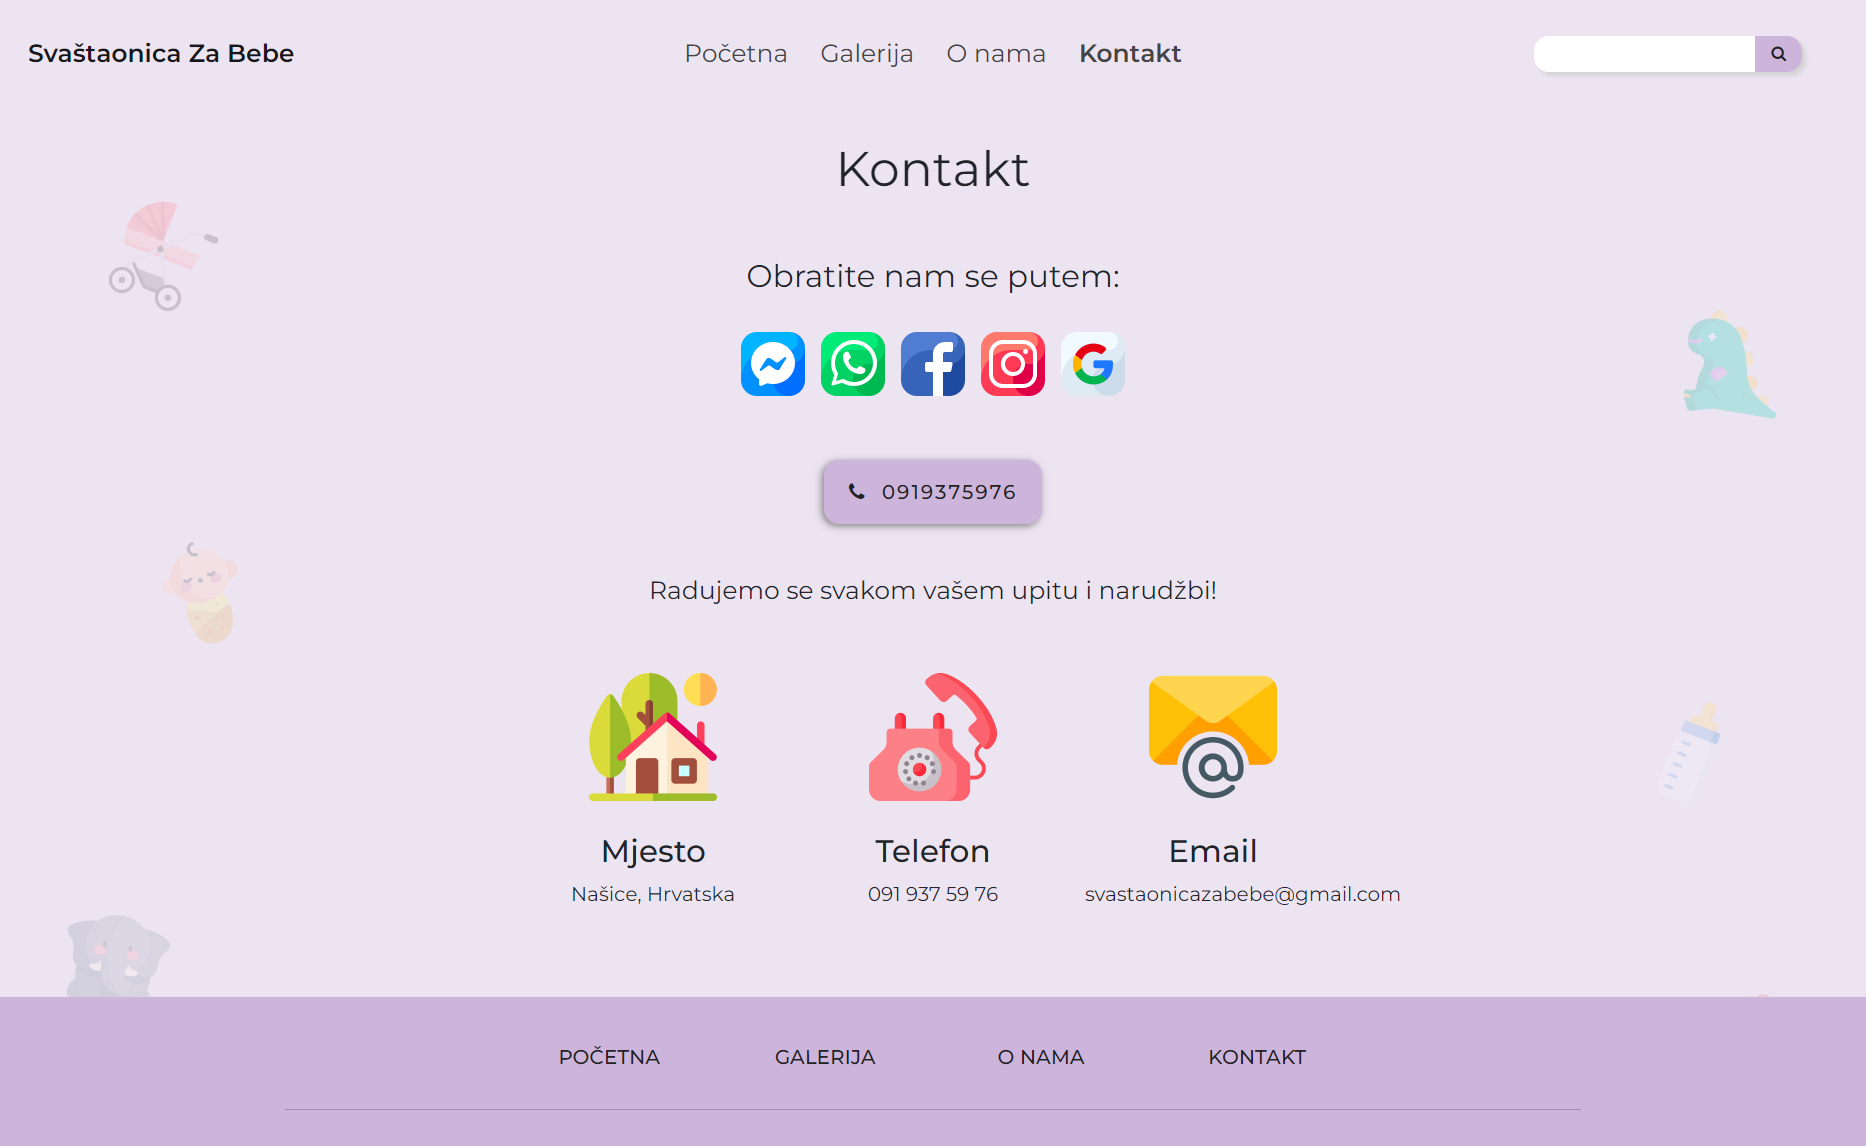 Svaštaonica Za Bebe
Početna Galerija O nama Kontakt
Kontakt
Obratite nam se putem:
0919375976
Radujemo se svakom vašem upitu i narudžbi!
Mjesto
Našice, Hrvatska
Telefon
091 937 59 76
Email
svastaonicazabebe@gmail.com
POČETNA GALERIJA O NAMA KONTAKT